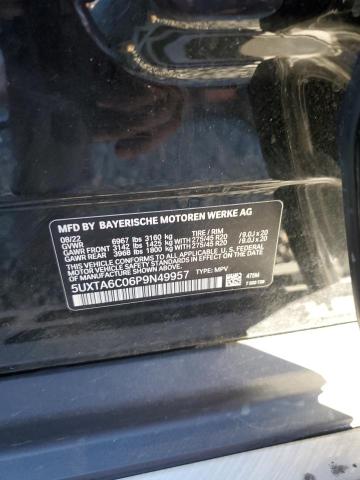 MFD BY BAYERISCHE MOTOREN WERKE AG
08/22 TIRE / RIM
GVWR 6967 lbs 3160 kg
GAWR FRONT 3142 lbs 1425 kg WITH 275/45 R20 / 9.0J x 20
GAWR REAR 3968 lbs 1800 kg WITH 275/45 R20 / 9.0J x 20
THIS VEHICLE CONFORMS TO ALL APPLICABLE U.S. FEDERAL
MOTOR VEHICLE SAFETY STANDARDS IN EFFECT ON THE
DATE OF MANUFACTURE SHOWN ABOVE.
5UXTA6C06P9N49957 TYPE: MPV